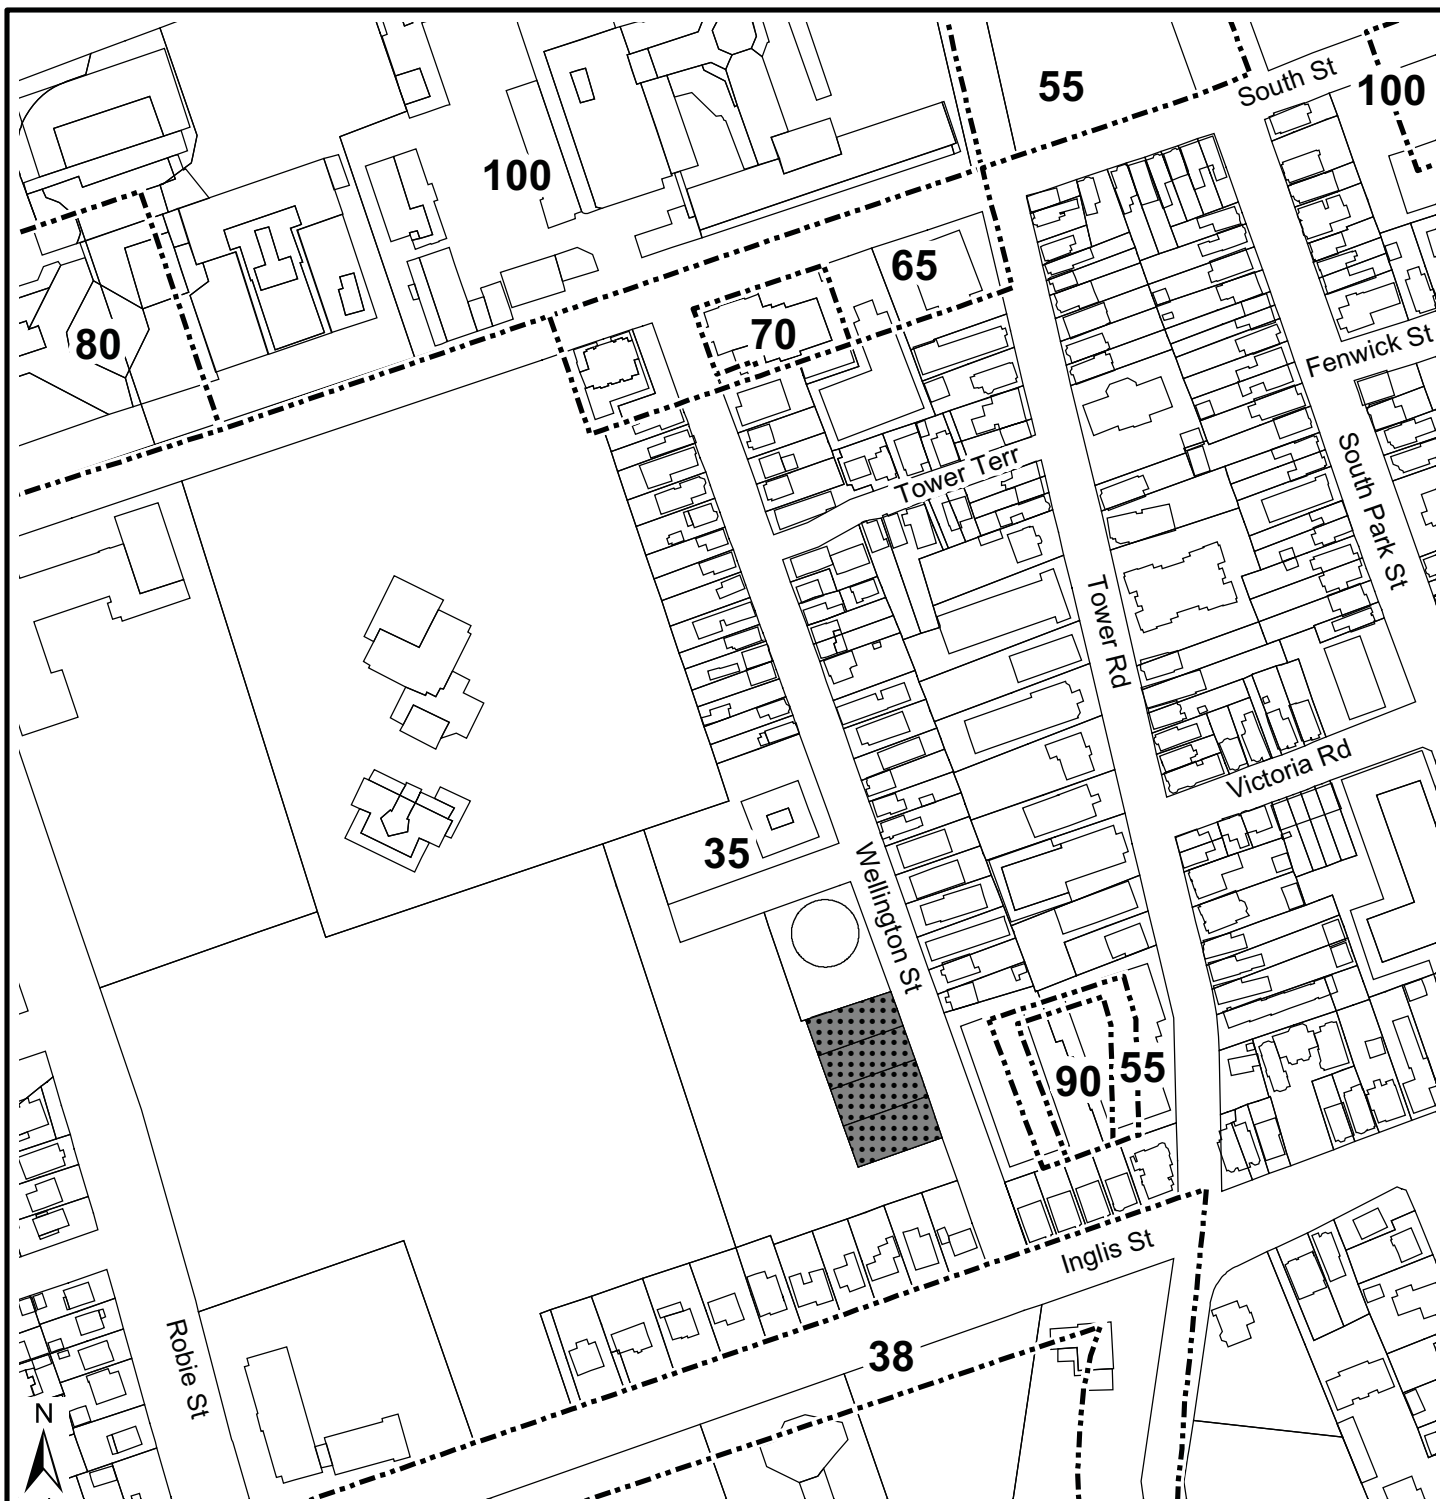 55
South St
100
100
65
80
70
Fenwick St
Tower Terr
South Park St
Tower Rd
Victoria Rd
35
Wellington St
90
55
Inglis St
38
Robie St
N